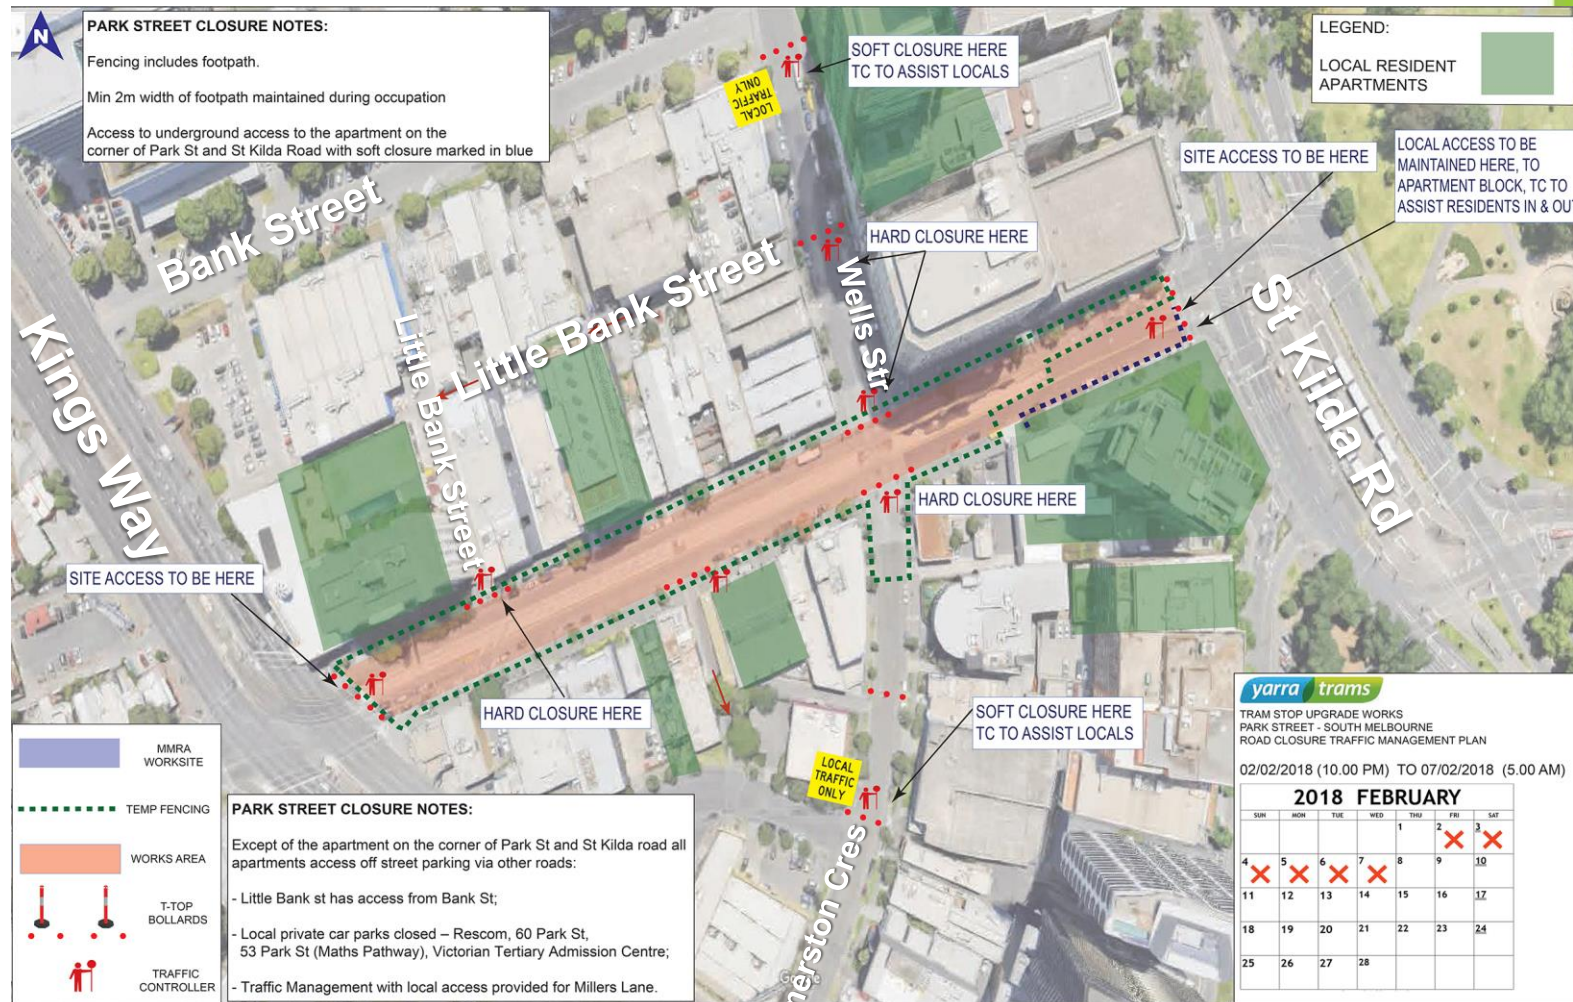 N
PARK STREET CLOSURE NOTES:
Fencing includes footpath.
Min 2m width of footpath maintained during occupation
Access to underground access to the apartment on the
corner of Park St and St Kilda Road with soft closure marked in blue
SOFT CLOSURE HERE
TC TO ASSIST LOCALS
LOCAL
TRAFFIC
ONLY
LEGEND:
LOCAL RESIDENT
APARTMENTS
SITE ACCESS TO BE HERE
LOCAL ACCESS TO BE
MAINTAINED HERE, TO
APARTMENT BLOCK, TC TO
ASSIST RESIDENTS IN & OU
HARD CLOSURE HERE
Bank Street
Little Bank Street
Wells Str
Little Bank Street
Kings Way
St Kilda Rd
HARD CLOSURE HERE
SITE ACCESS TO BE HERE
HARD CLOSURE HERE
SOFT CLOSURE HERE
TC TO ASSIST LOCALS
LOCAL
TRAFFIC
ONLY
merston Cres
MMRA
WORKSITE
TEMP FENCING
WORKS AREA
T-TOP
BOLLARDS
TRAFFIC
CONTROLLER
PARK STREET CLOSURE NOTES:
Except of the apartment on the corner of Park St and St Kilda road all
apartments access off street parking via other roads:
- Little Bank st has access from Bank St;
- Local private car parks closed – Rescom, 60 Park St,
53 Park St (Maths Pathway), Victorian Tertiary Admission Centre;
- Traffic Management with local access provided for Millers Lane.
yarra trams
TRAM STOP UPGRADE WORKS
PARK STREET - SOUTH MELBOURNE
ROAD CLOSURE TRAFFIC MANAGEMENT PLAN
02/02/2018 (10.00 PM) TO 07/02/2018 (5.00 AM)
2018 FEBRUARY
SUN MON TUE WED THU FRI SAT
1 2 3
4 5 6 7 8 9 10
11 12 13 14 15 16 17
18 19 20 21 22 23 24
25 26 27 28